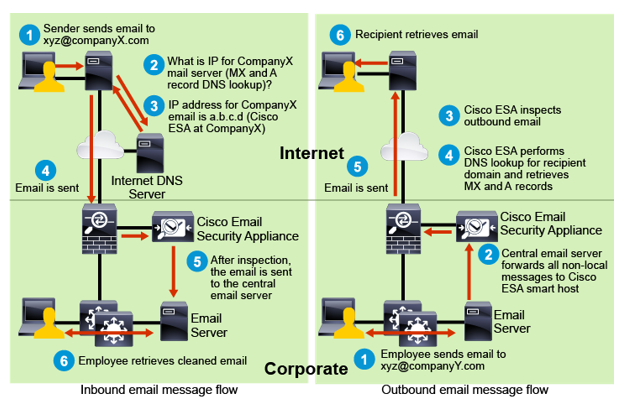 1 Sender sends email to
xyz@companyX.com
2 What is IP for CompanyX
mail server (MX and A
record DNS lookup)?
3 IP address for CompanyX
email is a.b.c.d (Cisco
ESA at CompanyX)
4
Email is sent
Internet DNS
Server
Internet
Cisco Email
Security Appliance
5 After inspection,
the email is sent
to the central
email server
Email
Server
6 Employee retrieves cleaned email
Corporate
Inbound email message flow
6 Recipient retrieves email
3 Cisco ESA inspects
outbound email
4 Cisco ESA performs
DNS lookup for recipient
domain and retrieves
MX and A records
5
Email is sent
Cisco Email
Security Appliance
2 Central email server
forwards all non-local
messages to Cisco
ESA smart host
Email
Server
1 Employee sends email to
xyz@companyY.com
Outbound email message flow